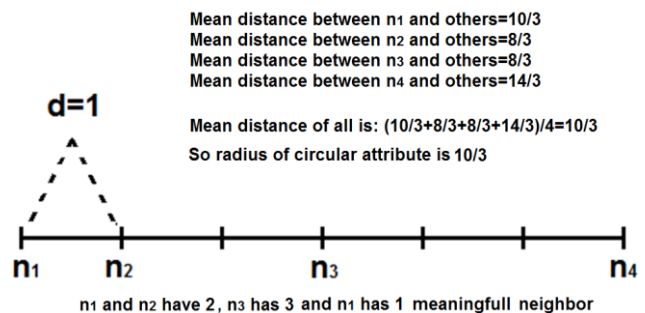 Mean distance between n1 and others=10/3
Mean distance between n2 and others=8/3
Mean distance between n3 and others=8/3
Mean distance between n4 and others=14/3
d=1
Mean distance of all is: (10/3+8/3+8/3+14/3)/4=10/3
So radius of circular attribute is 10/3
n1 n2 n3 n4
n1 and n2 have 2, n3 has 3 and n1 has 1 meaningfull neighbor